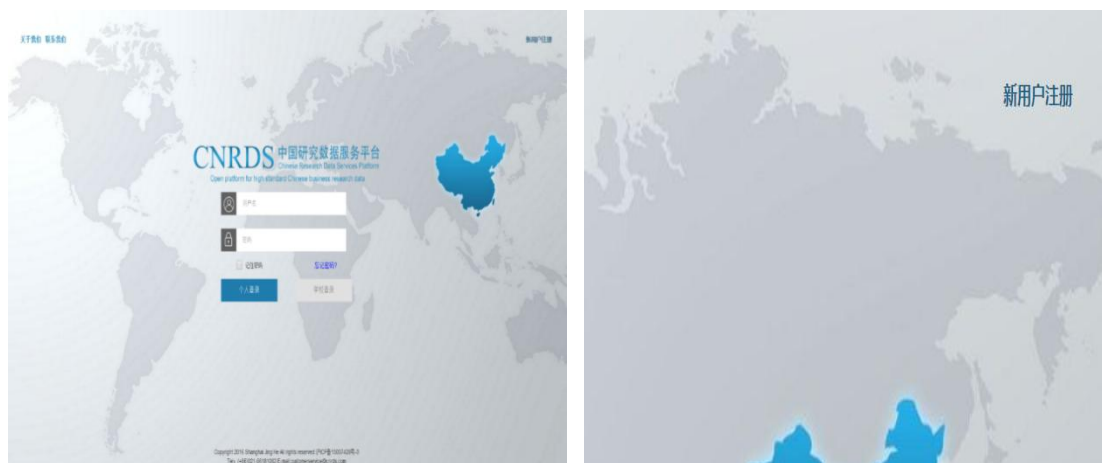 关于我们 联系我们
新用户注册
CNRDS 中国研究数据服务平台
Chinese Research Data Services Platform
Open platform for high-standard Chinese business research data
用户名
密码
记住密码 忘记密码?
个人登录 学校登录
新用户注册